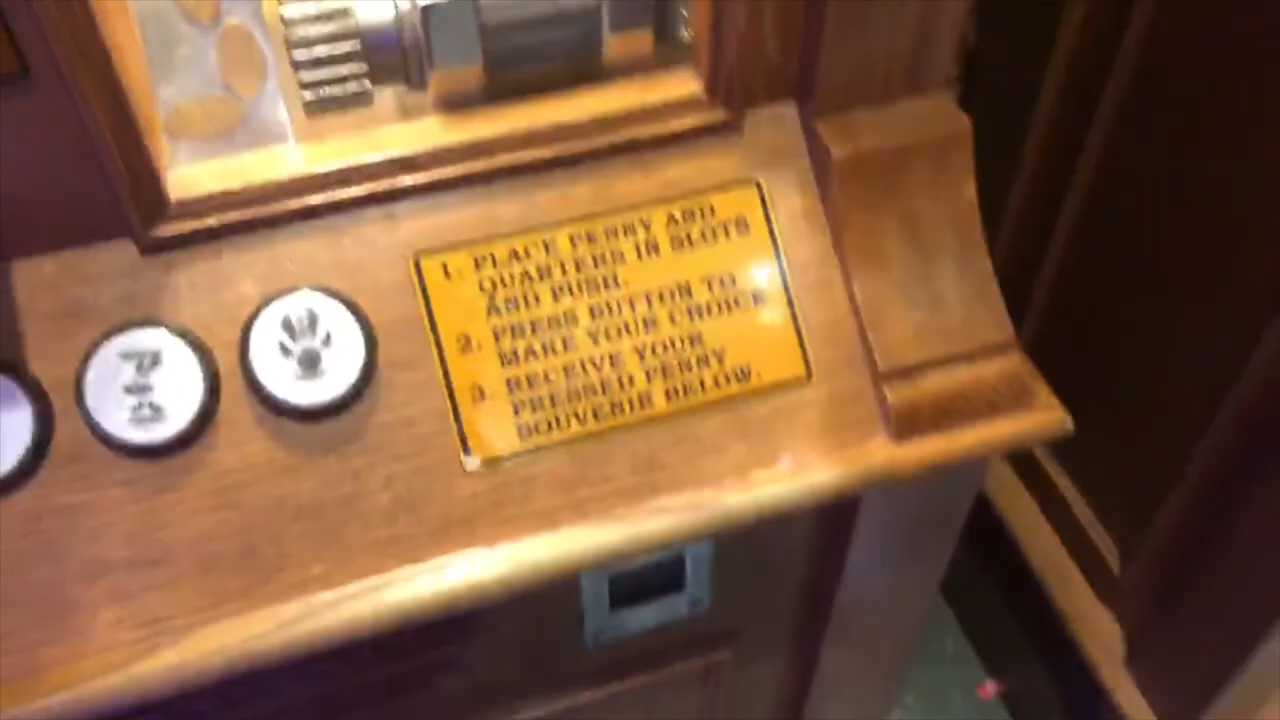 1. PLACE PENNY AND
QUARTERS IN SLOTS
AND PUSH.
2. PRESS BUTTON TO
MAKE YOUR CHOICE
3. RECEIVE YOUR
PRESSED PENNY
SOUVENIR BELOW.